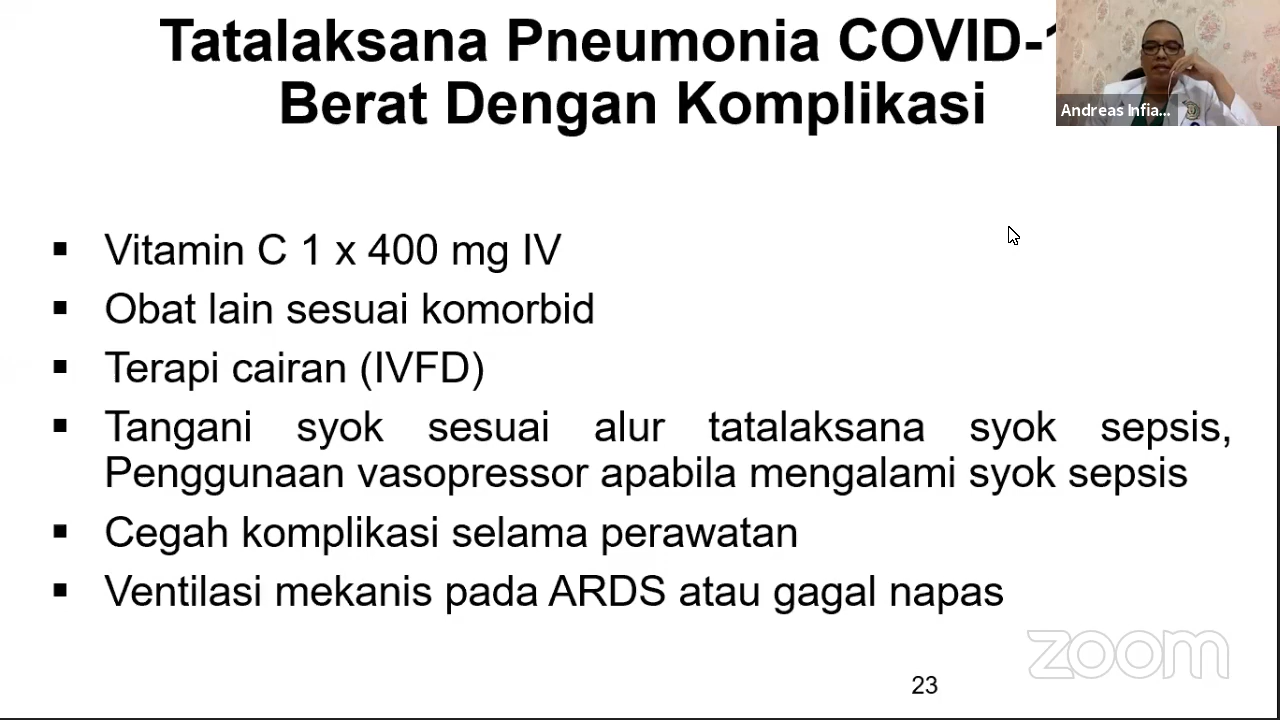 Tatalaksana Pneumonia COVID-1
Berat Dengan Komplikasi
Andreas Infia...
▪ Vitamin C 1 x 400 mg IV
▪ Obat lain sesuai komorbid
▪ Terapi cairan (IVFD)
▪ Tangani syok sesuai alur tatalaksana syok sepsis,
Penggunaan vasopressor apabila mengalami syok sepsis
▪ Cegah komplikasi selama perawatan
▪ Ventilasi mekanis pada ARDS atau gagal napas
zoom
23